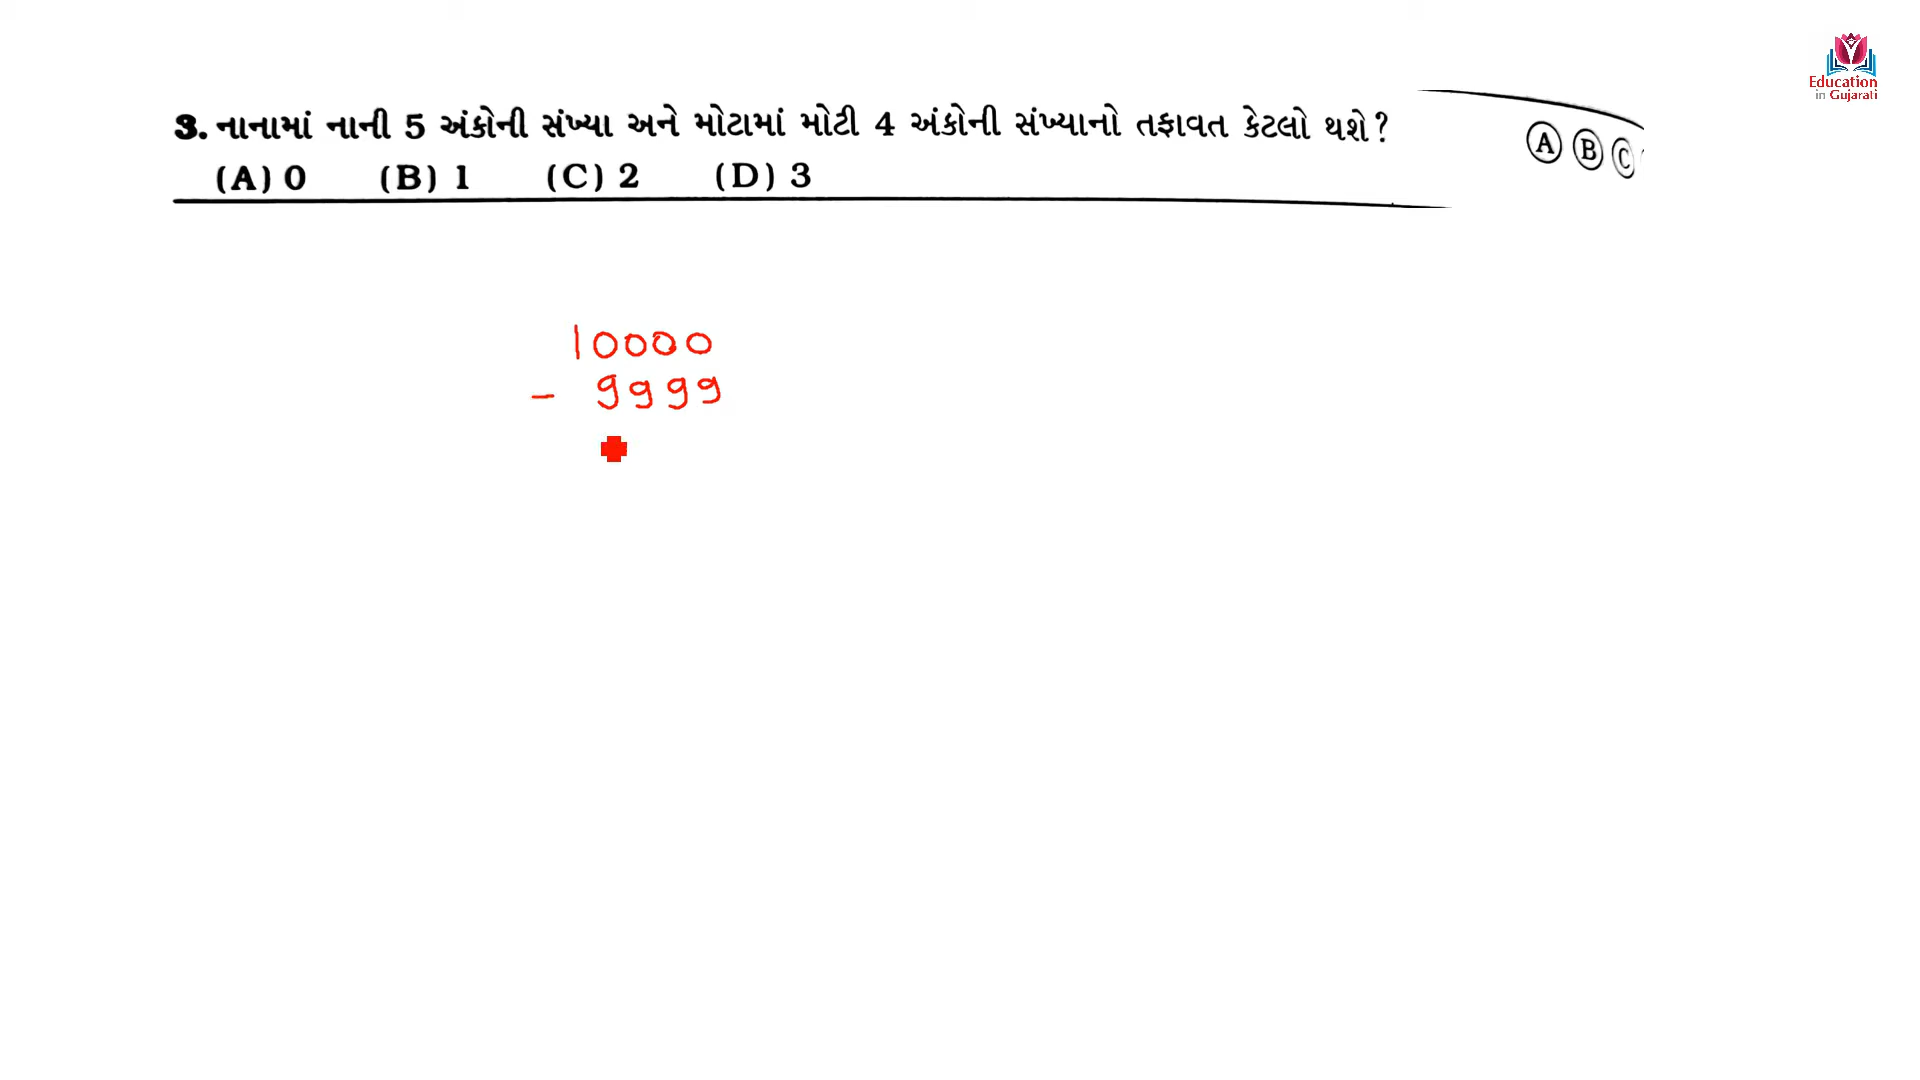 Education
in Gujarati
3. નાનામાં નાની 5 અંકોની સંખ્યા અને મોટામાં મોટી 4 અંકોની સંખ્યાનો તફાવત કેટલો થશે?
A B C
(A) 0 (B) 1 (C) 2 (D) 3
10000
- 9999